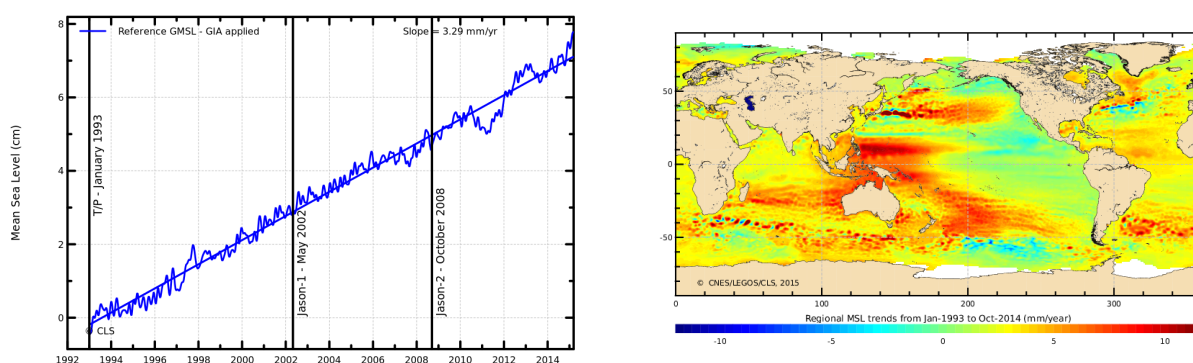 Reference GMSL - GIA applied
Slope = 3.29 mm/yr
8
6
4
2
0
Mean Sea Level (cm)
T/P - January 1993
Jason-1 - May 2002
Jason-2 - October 2008
© CLS
1992 1994 1996 1998 2000 2002 2004 2006 2008 2010 2012 2014
50
0
-50
© CNES/LEGOS/CLS, 2015
0 100 200 300
Regional MSL trends from Jan-1993 to Oct-2014 (mm/year)
-10 -5 0 5 10